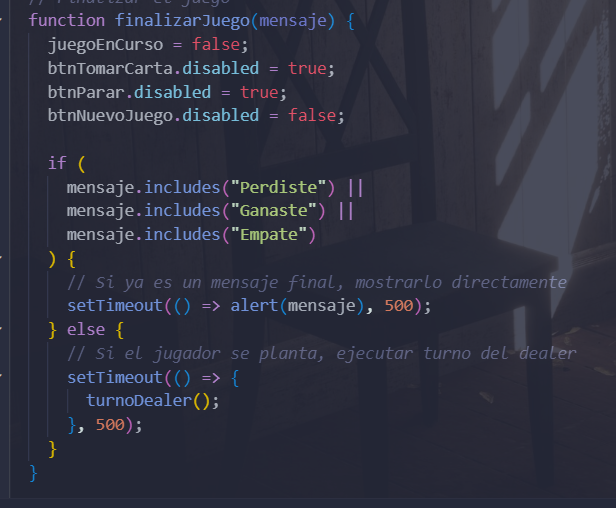 // Finalizar el juego
function finalizarJuego(mensaje) {
juegoEnCurso = false;
btnTomarCarta.disabled = true;
btnParar.disabled = true;
btnNuevoJuego.disabled = false;
if (
mensaje.includes("Perdiste") ||
mensaje.includes("Ganaste") ||
mensaje.includes("Empate")
) {
// Si ya es un mensaje final, mostrarlo directamente
setTimeout(() => alert(mensaje), 500);
} else {
// Si el jugador se planta, ejecutar turno del dealer
setTimeout(() => {
turnoDealer();
}, 500);
}
}